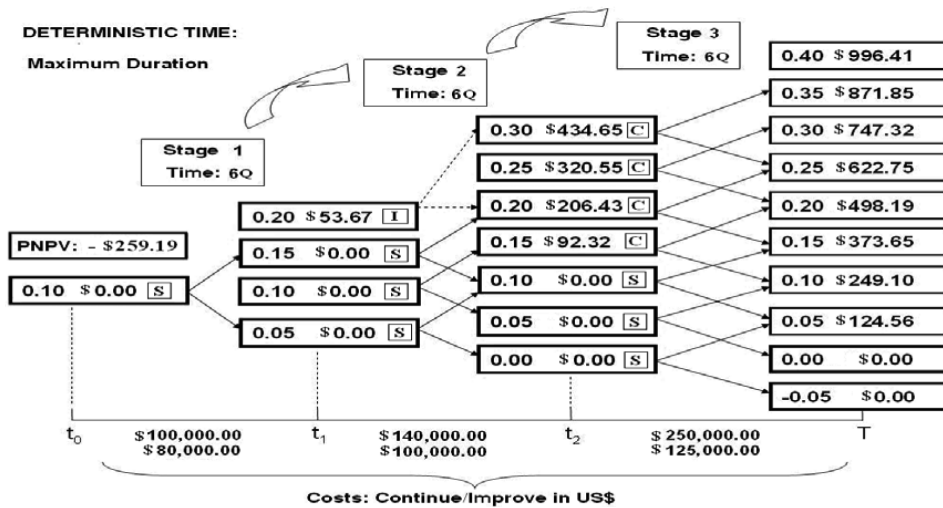 DETERMINISTIC TIME:
Maximum Duration
Stage 1
Time: 6Q
Stage 2
Time: 6Q
Stage 3
Time: 6Q
PNPV: - $259.19
0.10 $0.00 S
0.20 $53.67 I
0.15 $0.00 S
0.10 $0.00 S
0.05 $0.00 S
0.30 $434.65 C
0.25 $320.55 C
0.20 $206.43 C
0.15 $92.32 C
0.10 $0.00 S
0.05 $0.00 S
0.00 $0.00 S
0.40 $996.41
0.35 $871.85
0.30 $747.32
0.25 $622.75
0.20 $498.19
0.15 $373.65
0.10 $249.10
0.05 $124.56
0.00 $0.00
-0.05 $0.00
t0
$100,000.00
$80,000.00
t1
$140,000.00
$100,000.00
t2
$250,000.00
$125,000.00
T
Costs: Continue/Improve in US$